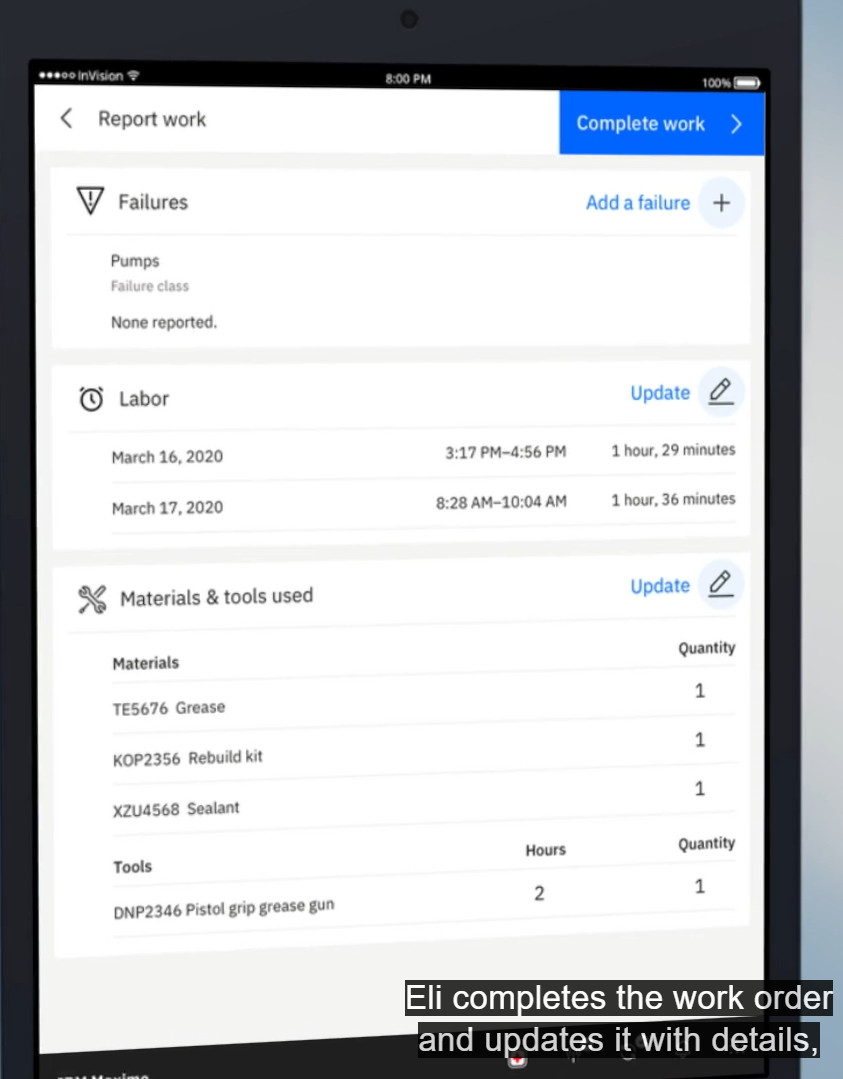 InVision
8:00 PM
100%
Report work
Complete work
Failures
Add a failure
Pumps
Failure class
None reported.
Labor
Update
March 16, 2020 3:17 PM–4:56 PM 1 hour, 29 minutes
March 17, 2020 8:28 AM–10:04 AM 1 hour, 36 minutes
Materials & tools used
Update
Materials Quantity
TE5676 Grease 1
KOP2356 Rebuild kit 1
XZU4568 Sealant 1
Tools Hours Quantity
DNP2346 Pistol grip grease gun 2 1
Eli completes the work order
and updates it with details,